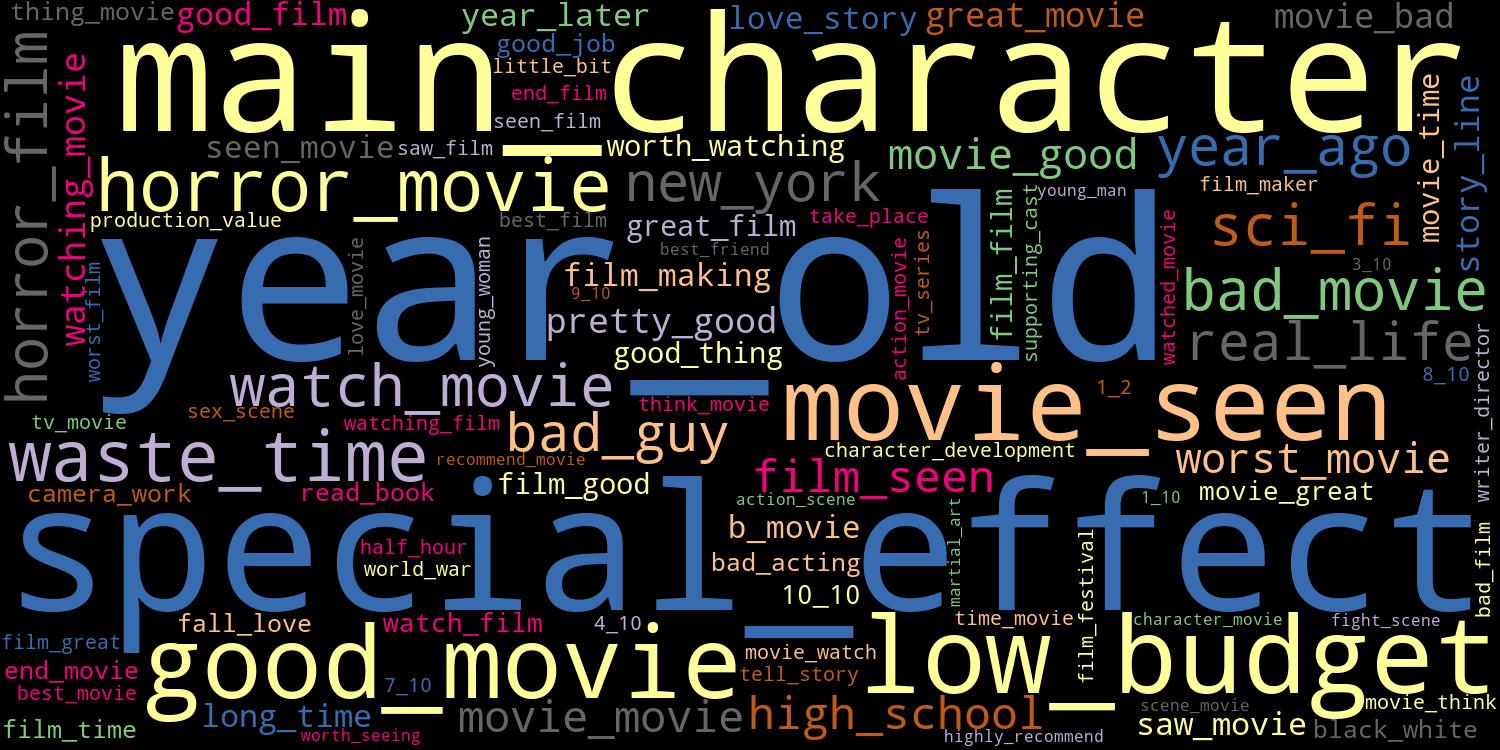 thing_movie
good_film
year_later
love_story
great_movie
movie_bad
main_character
good_job
little_bit
end_film
seen_film
horror_film
watching_movie
seen_movie
saw_film
worth_watching
movie_good
year_ago
movie_time
story_line
horror_movie
new_york
young_man
film_maker
production_value
best_film
great_film
take_place
sci_fi
best_friend
year_old
worst_film
love_movie
young_woman
film_making
9_10
action_movie
tv_series
film_film
supporting_cast
watched_movie
3_10
bad_movie
pretty_good
good_thing
real_life
watch_movie
think_movie
movie_seen
1_2
8_10
writer_director
tv_movie
sex_scene
watching_film
bad_guy
waste_time
recommend_movie
character_development
worst_movie
camera_work
read_book
film_good
film_seen
action_scene
1_10
movie_great
special_effect
half_hour
world_war
b_movie
bad_acting
10_10
martial_art
film_festival
bad_film
fall_love
watch_film
4_10
time_movie
character_movie
fight_scene
film_great
good_movie
movie_watch
low_budget
end_movie
best_movie
7_10
tell_story
film_time
long_time
worth_seeing
movie_movie
high_school
highly_recommend
scene_movie
saw_movie
movie_think
black_white